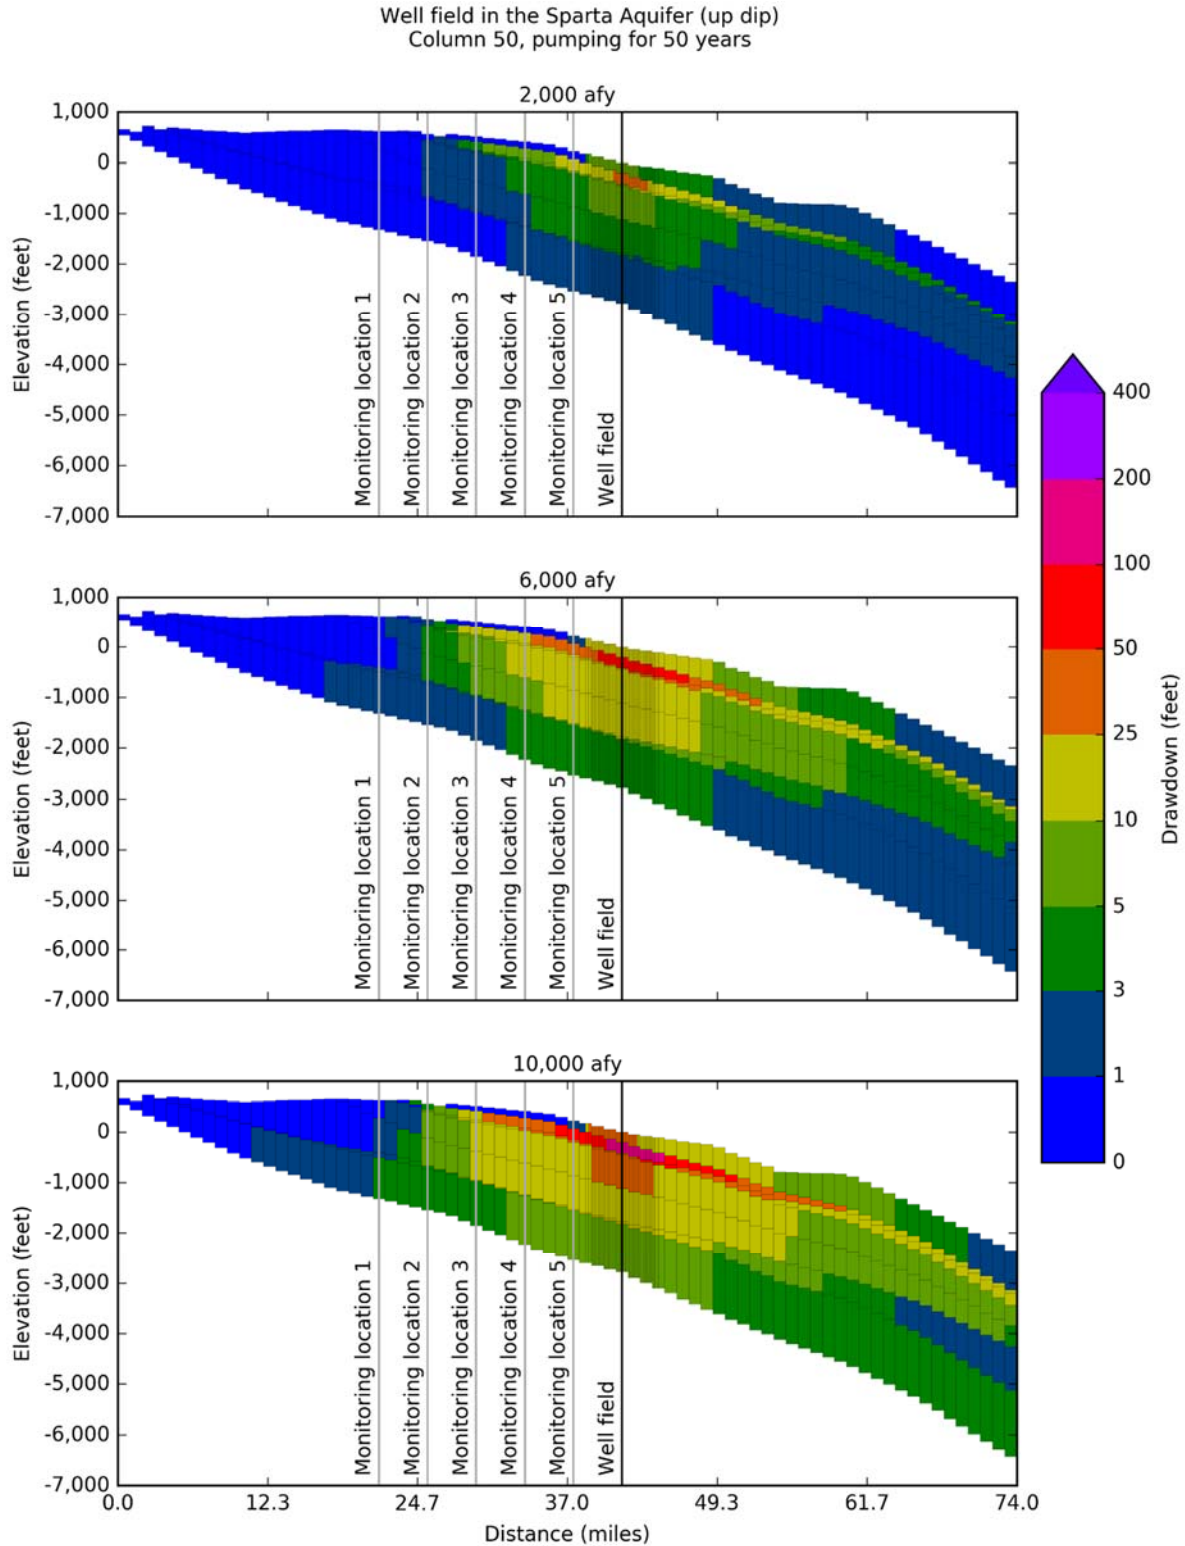 Well field in the Sparta Aquifer (up dip)
Column 50, pumping for 50 years
2,000 afy
1,000
0
-1,000
-2,000
-3,000
-4,000
-5,000
-6,000
-7,000
Elevation (feet)
Monitoring location 1
Monitoring location 2
Monitoring location 3
Monitoring location 4
Monitoring location 5
Well field
6,000 afy
1,000
0
-1,000
-2,000
-3,000
-4,000
-5,000
-6,000
-7,000
Elevation (feet)
Monitoring location 1
Monitoring location 2
Monitoring location 3
Monitoring location 4
Monitoring location 5
Well field
10,000 afy
1,000
0
-1,000
-2,000
-3,000
-4,000
-5,000
-6,000
-7,000
Elevation (feet)
Monitoring location 1
Monitoring location 2
Monitoring location 3
Monitoring location 4
Monitoring location 5
Well field
0.0 12.3 24.7 37.0 49.3 61.7 74.0
Distance (miles)
400
200
100
50
25
10
5
3
1
0
Drawdown (feet)